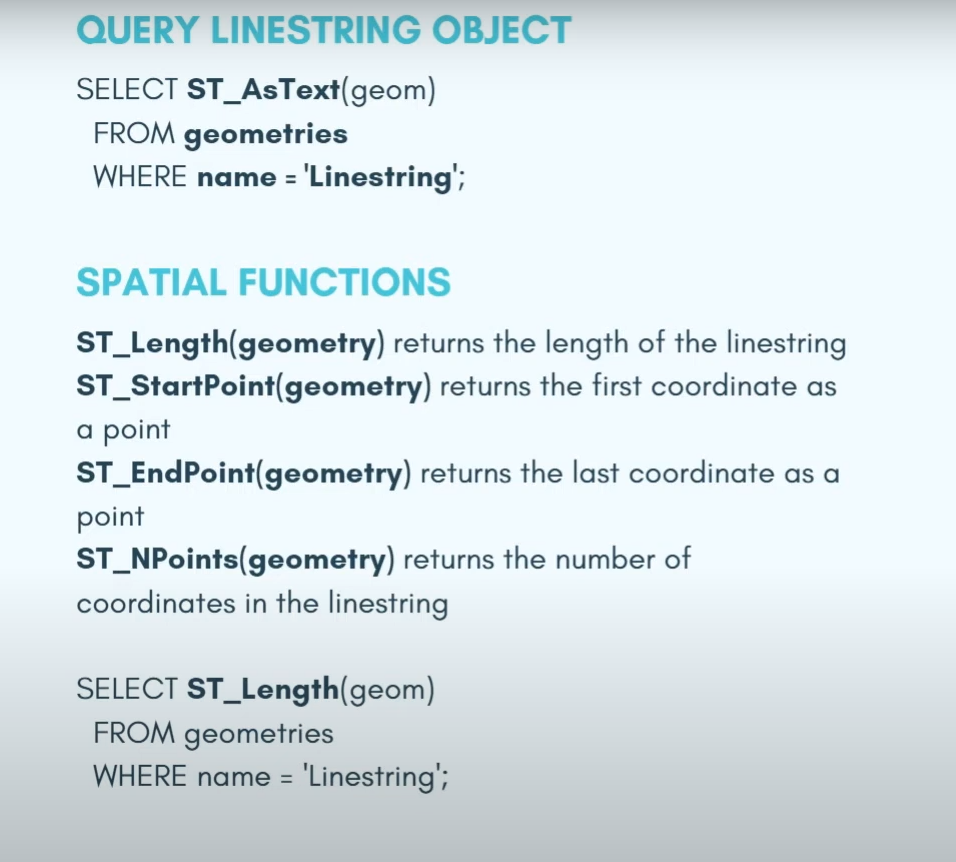 QUERY LINESTRING OBJECT
SELECT ST_AsText(geom)
FROM geometries
WHERE name = 'Linestring';
SPATIAL FUNCTIONS
ST_Length(geometry) returns the length of the linestring
ST_StartPoint(geometry) returns the first coordinate as
a point
ST_EndPoint(geometry) returns the last coordinate as a
point
ST_NPoints(geometry) returns the number of
coordinates in the linestring
SELECT ST_Length(geom)
FROM geometries
WHERE name = 'Linestring';